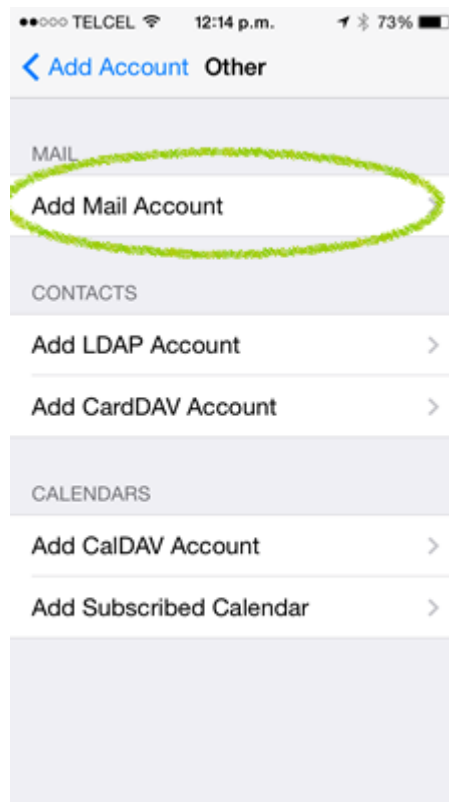 TELCEL 12:14 p.m. 73%
Add Account Other
MAIL
Add Mail Account
CONTACTS
Add LDAP Account
Add CardDAV Account
CALENDARS
Add CalDAV Account
Add Subscribed Calendar